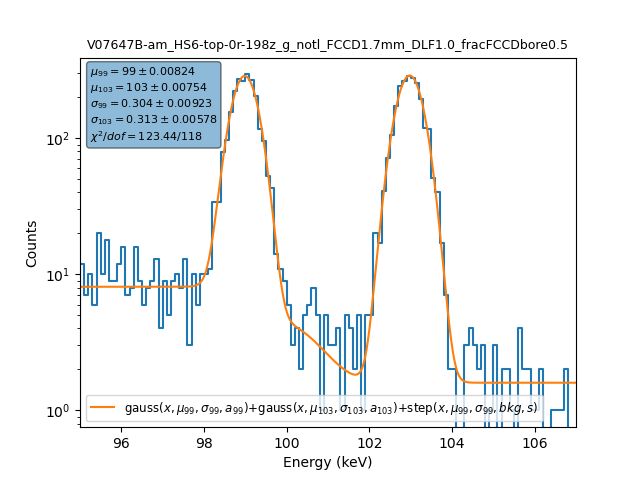 V07647B-am_HS6-top-0r-198z_g_notl_FCCD1.7mm_DLF1.0_fracFCCDbore0.5
μ₉₉ = 99 ± 0.00824
μ₁₀₃ = 103 ± 0.00754
σ₉₉ = 0.304 ± 0.00923
σ₁₀₃ = 0.313 ± 0.00578
χ²/dof = 123.44/118
Counts
10²
10¹
10⁰
gauss(x, μ₉₉, σ₉₉, a₉₉)+gauss(x, μ₁₀₃, σ₁₀₃, a₁₀₃)+step(x, μ₉₉, σ₉₉, bkg, s)
96 98 100 102 104 106
Energy (keV)